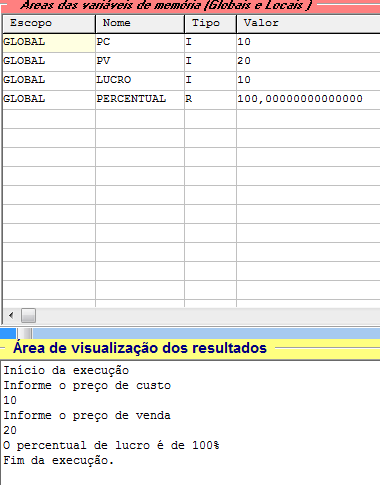 Áreas das variáveis de memória (Globais e Locais )
Escopo Nome Tipo Valor
GLOBAL PC I 10
GLOBAL PV I 20
GLOBAL LUCRO I 10
GLOBAL PERCENTUAL R 100,00000000000000
Área de visualização dos resultados
Início da execução
Informe o preço de custo
10
Informe o preço de venda
20
O percentual de lucro é de 100%
Fim da execução.